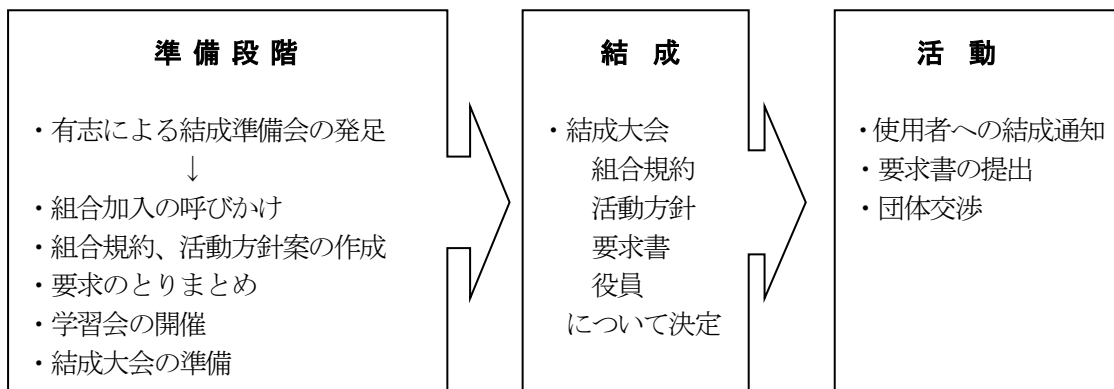 準備段階
・有志による結成準備会の発足
↓
・組合加入の呼びかけ
・組合規約、活動方針案の作成
・要求のとりまとめ
・学習会の開催
・結成大会の準備
結 成
・結成大会
組合規約
活動方針
要求書
役員
について決定
活 動
・使用者への結成通知
・要求書の提出
・団体交渉